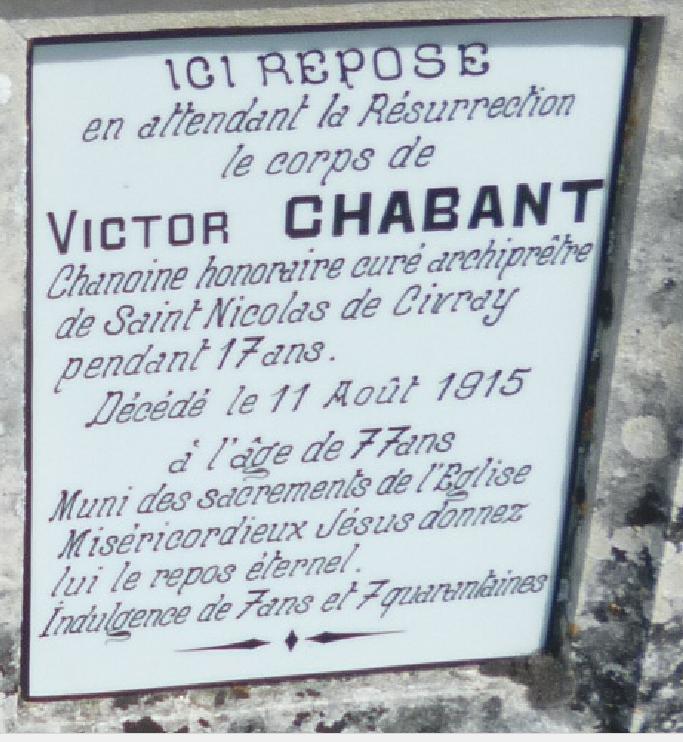 ICI REPOSE
en attendant la Résurrection
le corps de
VICTOR CHABANT
Chanoine honoraire curé archiprêtre
de Saint Nicolas de Civray
pendant 17 ans.
Décédé le 11 Août 1915
à l'âge de 77 ans
Muni des sacrements de l'Eglise
Miséricordieux Jésus donnez
lui le repos éternel.
Indulgence de 7 ans et 7 quarantaines